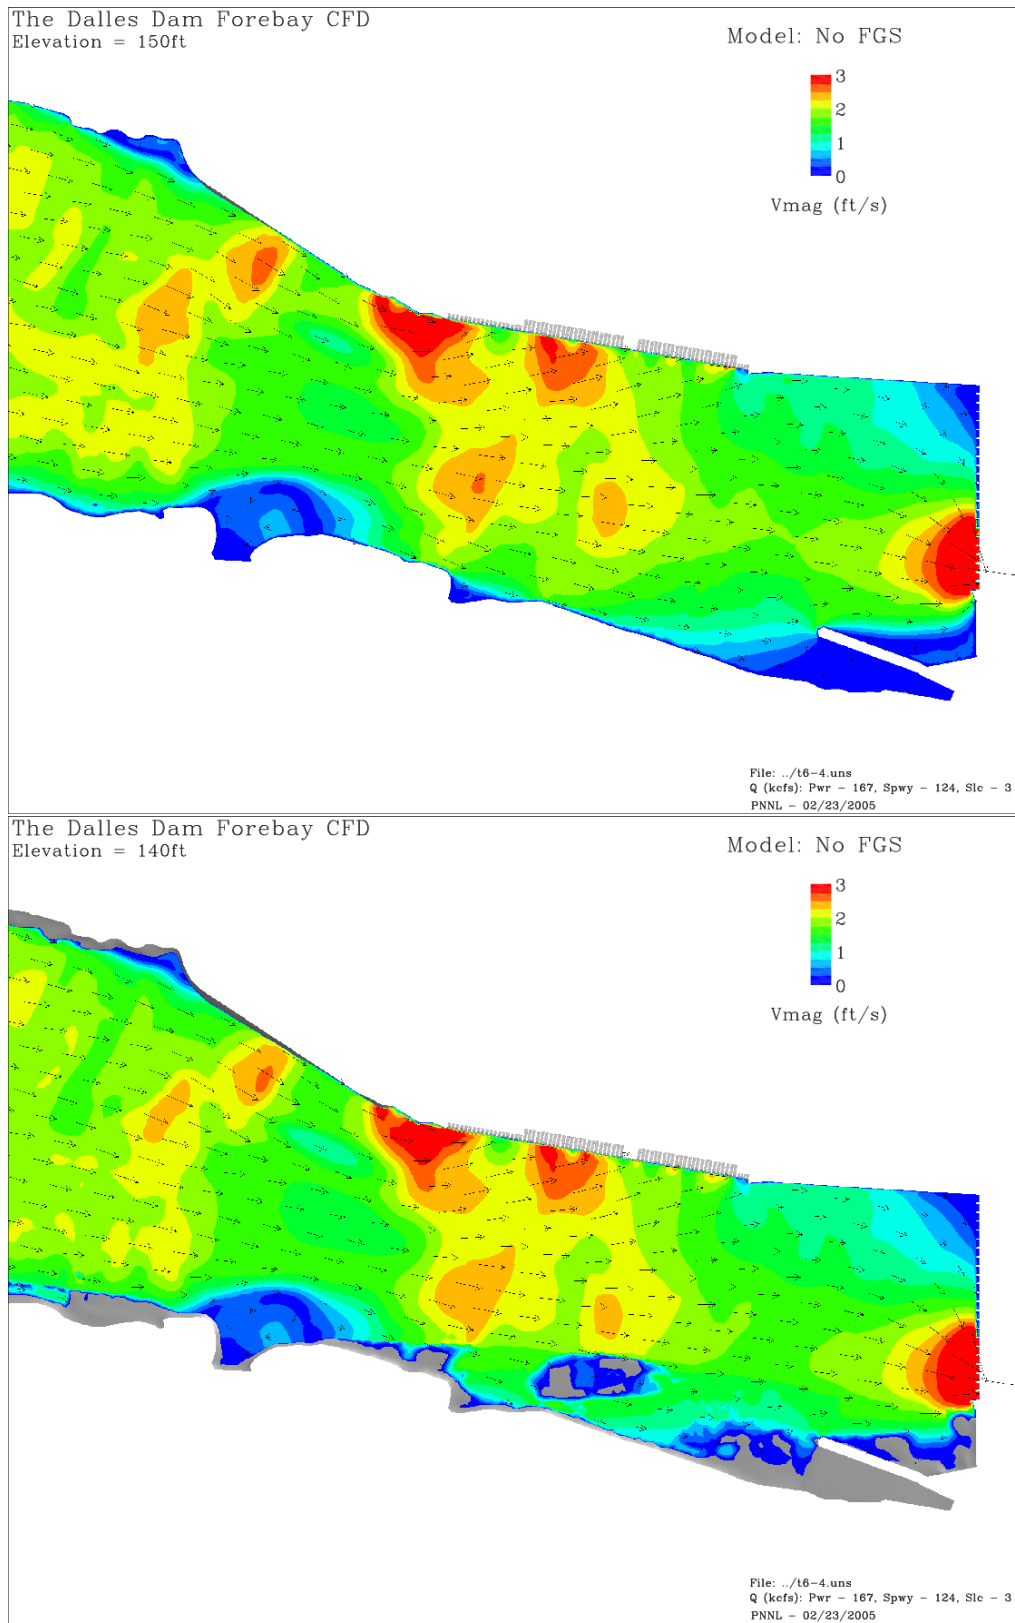 The Dalles Dam Forebay CFD
Elevation = 150ft
Model: No FGS
3
2
1
0
Vmag (ft/s)
File: ../t6-4.uns
Q (kcfs): Pwr - 167, Spwy - 124, Slc - 3
PNNL - 02/23/2005
The Dalles Dam Forebay CFD
Elevation = 140ft
Model: No FGS
3
2
1
0
Vmag (ft/s)
File: ../t6-4.uns
Q (kcfs): Pwr - 167, Spwy - 124, Slc - 3
PNNL - 02/23/2005